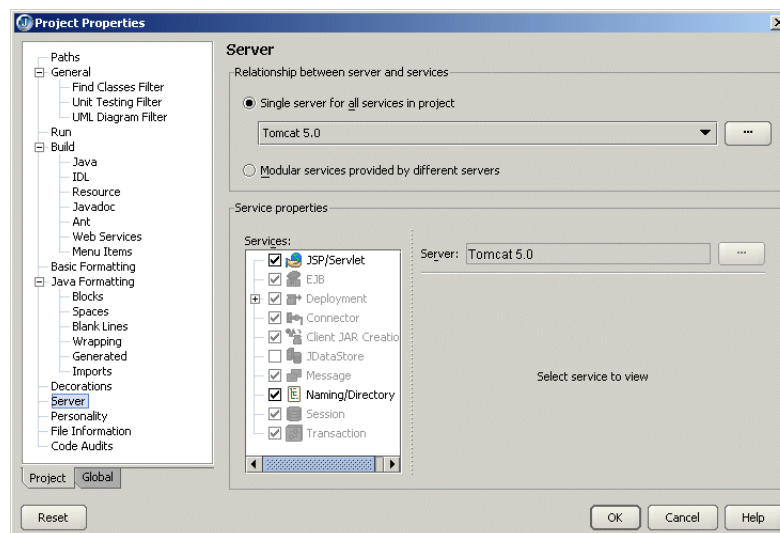 Project Properties
Paths
General
Find Classes Filter
Unit Testing Filter
UML Diagram Filter
Run
Build
Java
IDL
Resource
Javadoc
Ant
Web Services
Menu Items
Basic Formatting
Java Formatting
Blocks
Spaces
Blank Lines
Wrapping
Generated
Imports
Decorations
Server
Personality
File Information
Code Audits
Project
Global
Server
Relationship between server and services
Single server for all services in project
Tomcat 5.0
...
Modular services provided by different servers
Service properties
Services:
JSP/Servlet
EJB
Deployment
Connector
Client JAR Creatio
JDataStore
Message
Naming/Directory
Session
Transaction
Server: Tomcat 5.0
...
Select service to view
Reset
OK
Cancel
Help